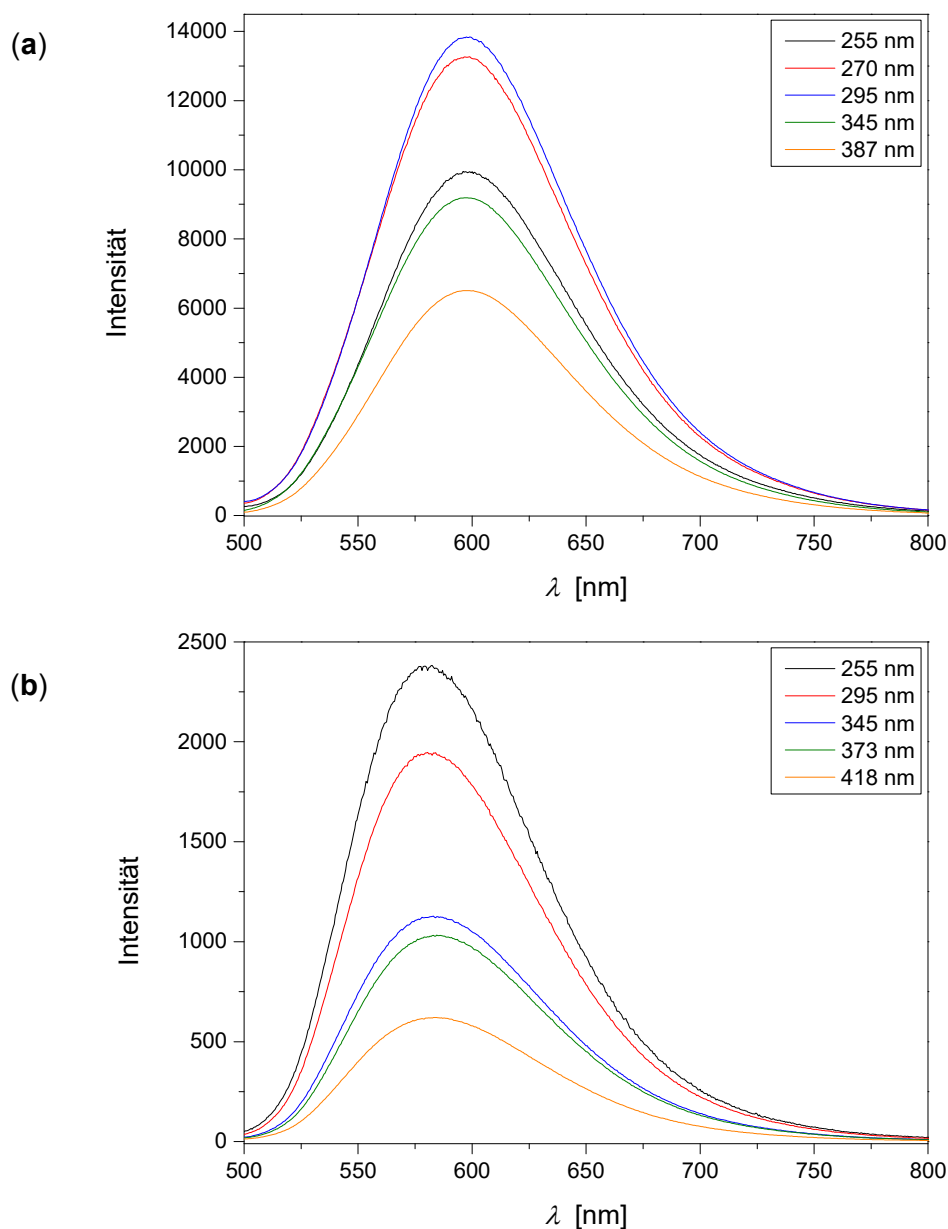 (a)
14000
12000
10000
8000
6000
4000
2000
0
Intensität
255 nm
270 nm
295 nm
345 nm
387 nm
500 550 600 650 700 750 800
λ [nm]
(b)
2500
2000
1500
1000
500
0
Intensität
255 nm
295 nm
345 nm
373 nm
418 nm
500 550 600 650 700 750 800
λ [nm]